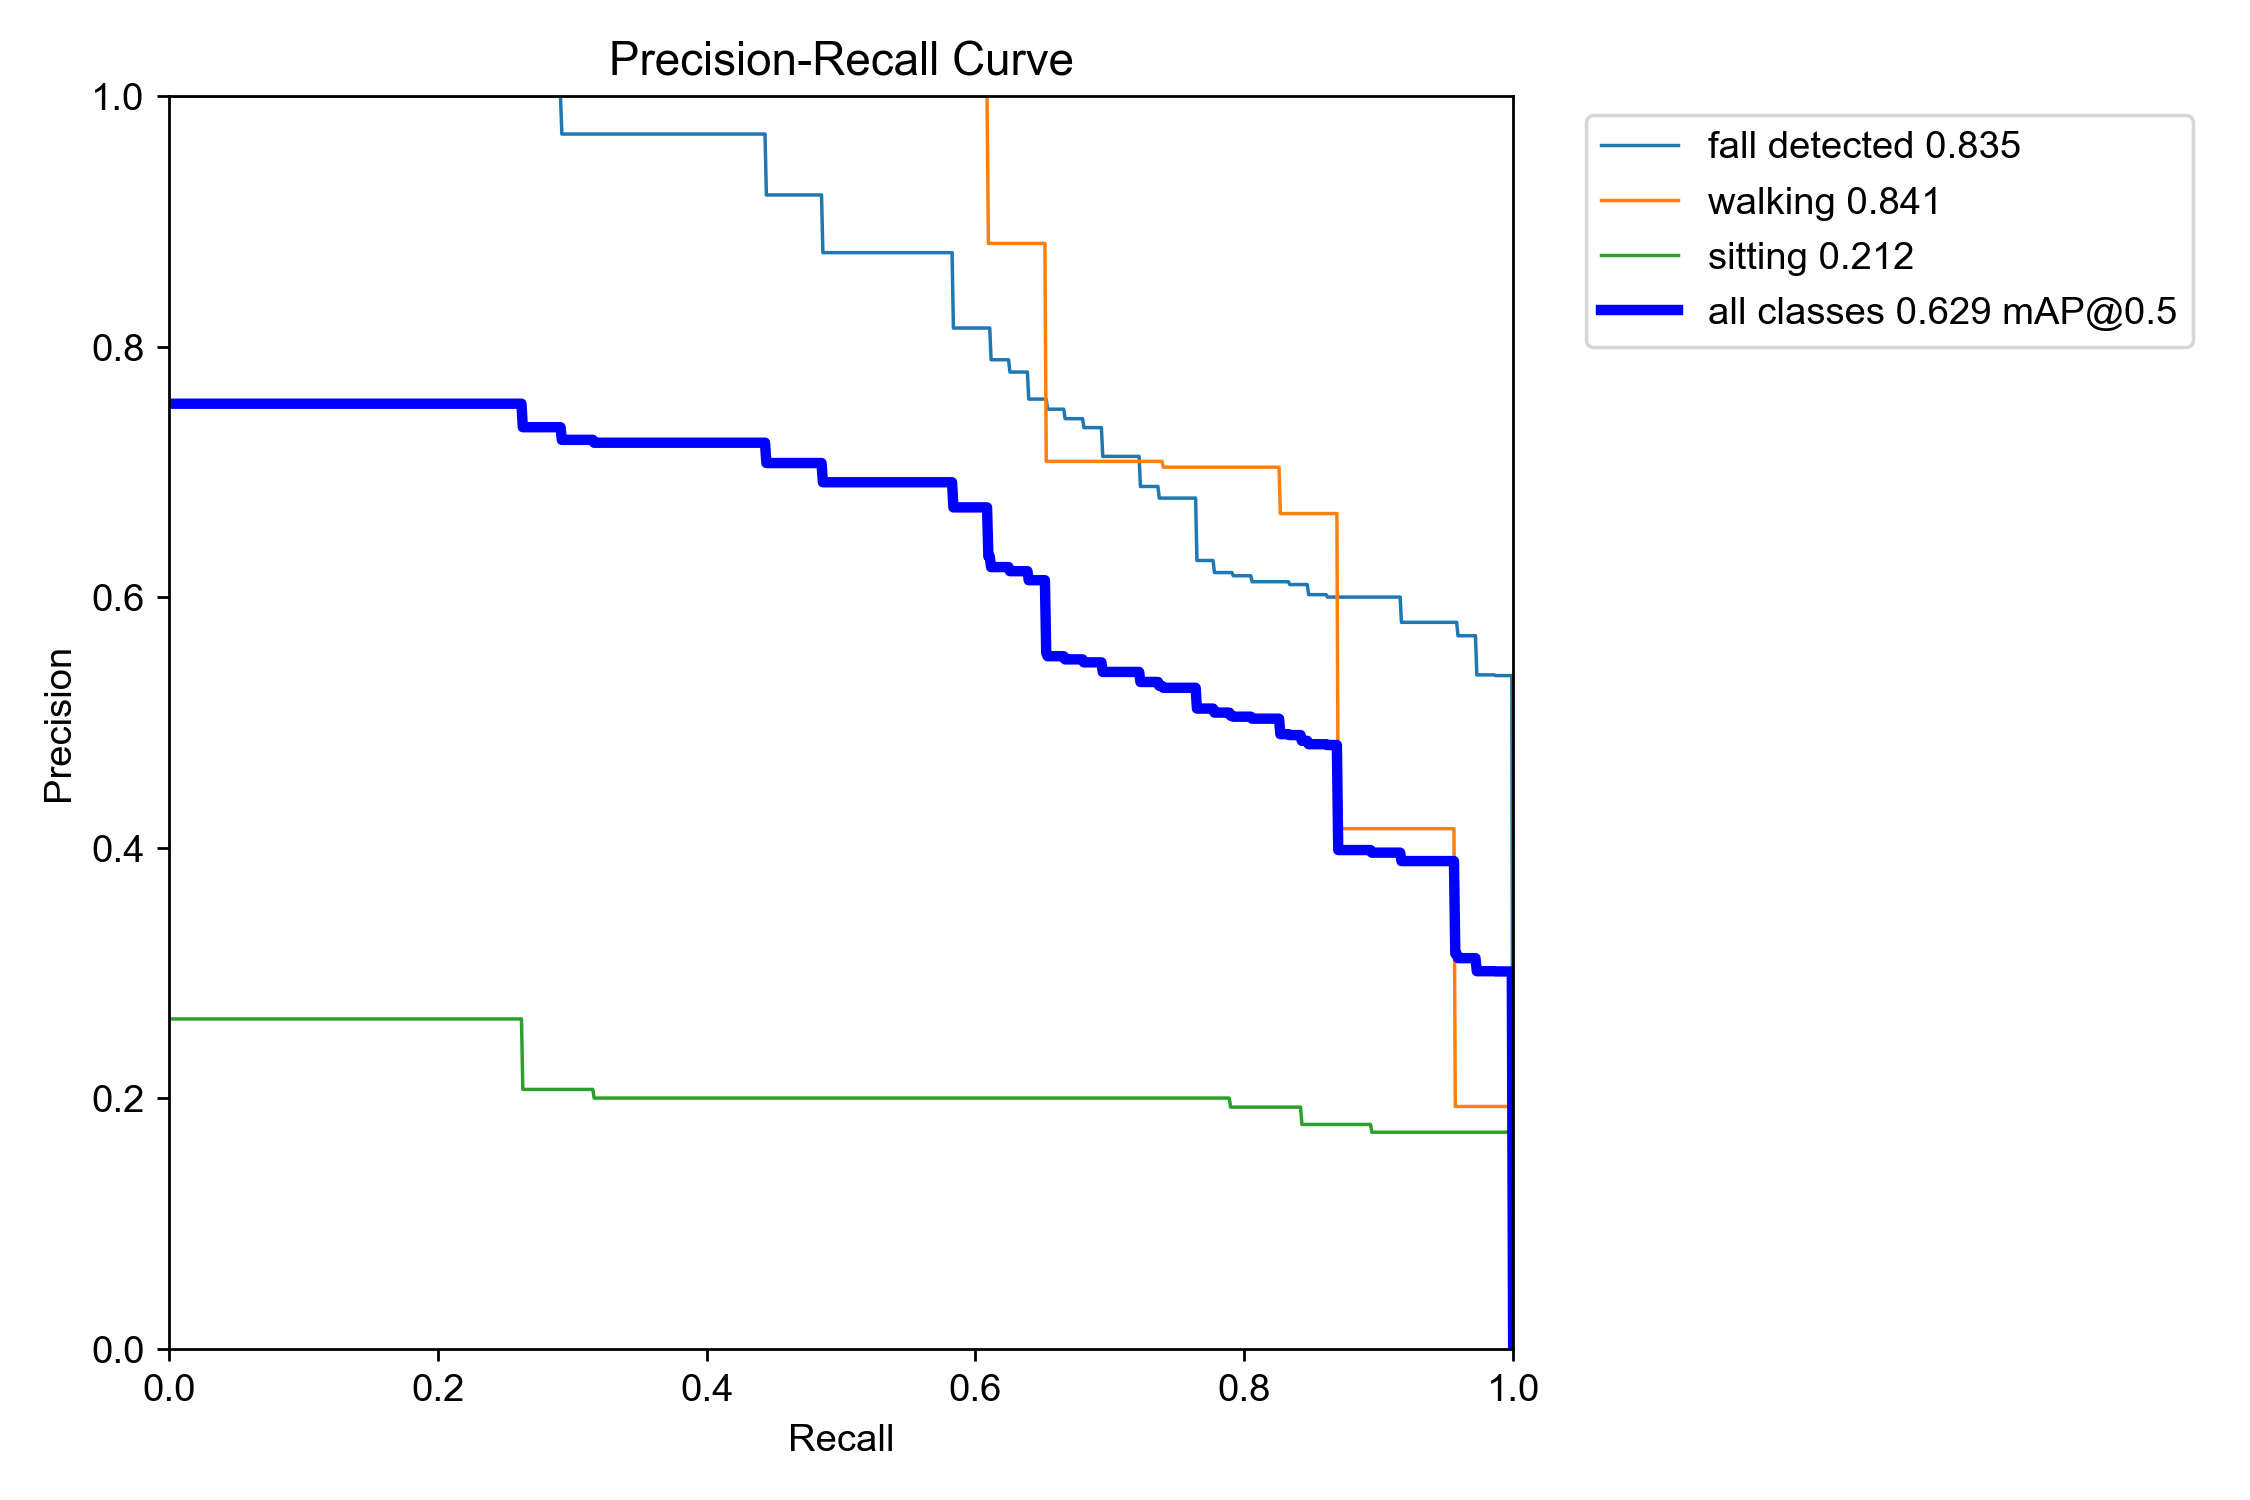 Precision-Recall Curve
1.0
0.8
0.6
0.4
0.2
0.0
Precision
0.0 0.2 0.4 0.6 0.8 1.0
Recall
fall detected 0.835
walking 0.841
sitting 0.212
all classes 0.629 mAP@0.5